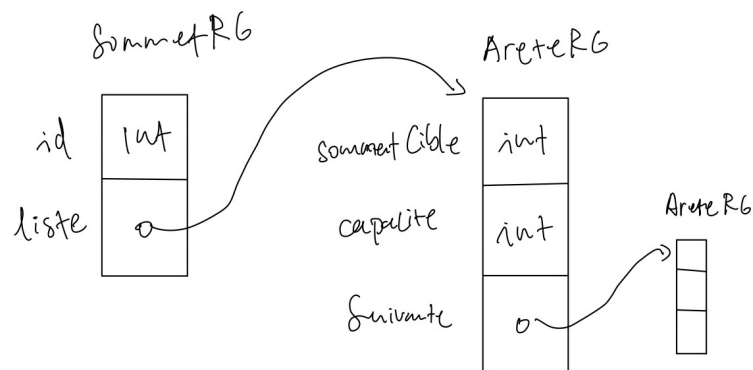 SommetRG
AreteRG
id
int
sommetCible
int
liste
capacite
int
AreteRG
Suivante